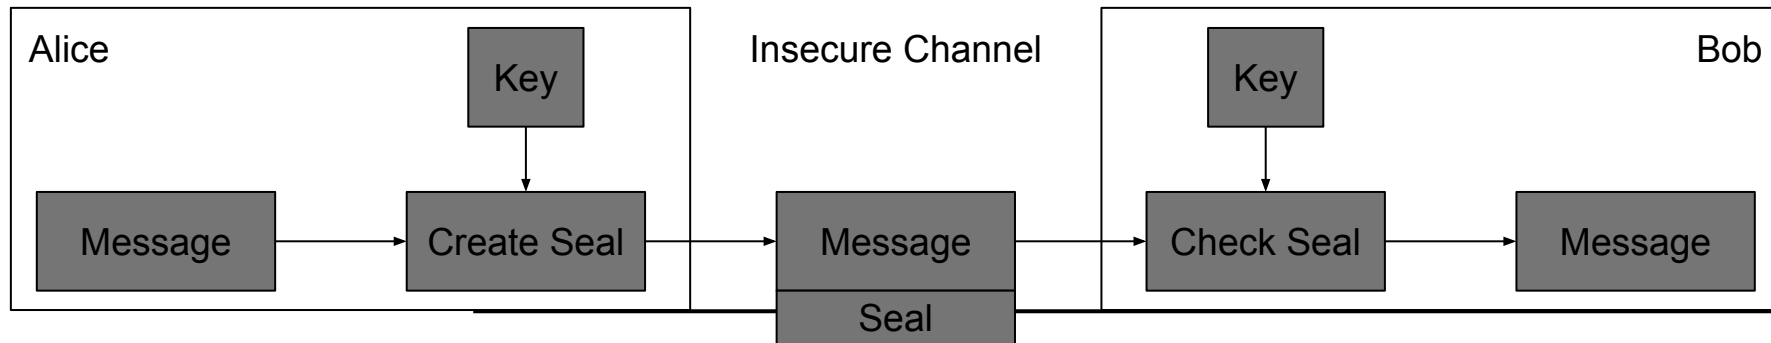 Alice
Insecure Channel
Bob
Key
Key
Message
Create Seal
Message
Check Seal
Message
Seal